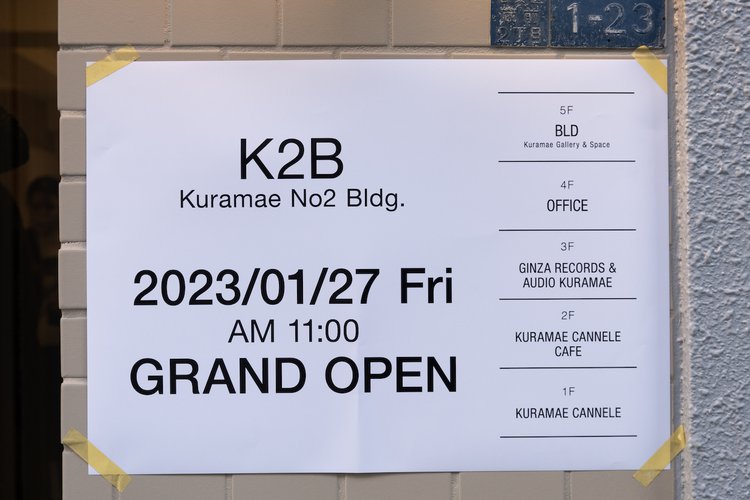 1-23
K2B
Kuramae No2 Bldg.
2023/01/27 Fri
AM 11:00
GRAND OPEN
5F
BLD
Kuramae Gallery & Space
4F
OFFICE
3F
GINZA RECORDS &
AUDIO KURAMAE
2F
KURAMAE CANNELE
CAFE
1F
KURAMAE CANNELE